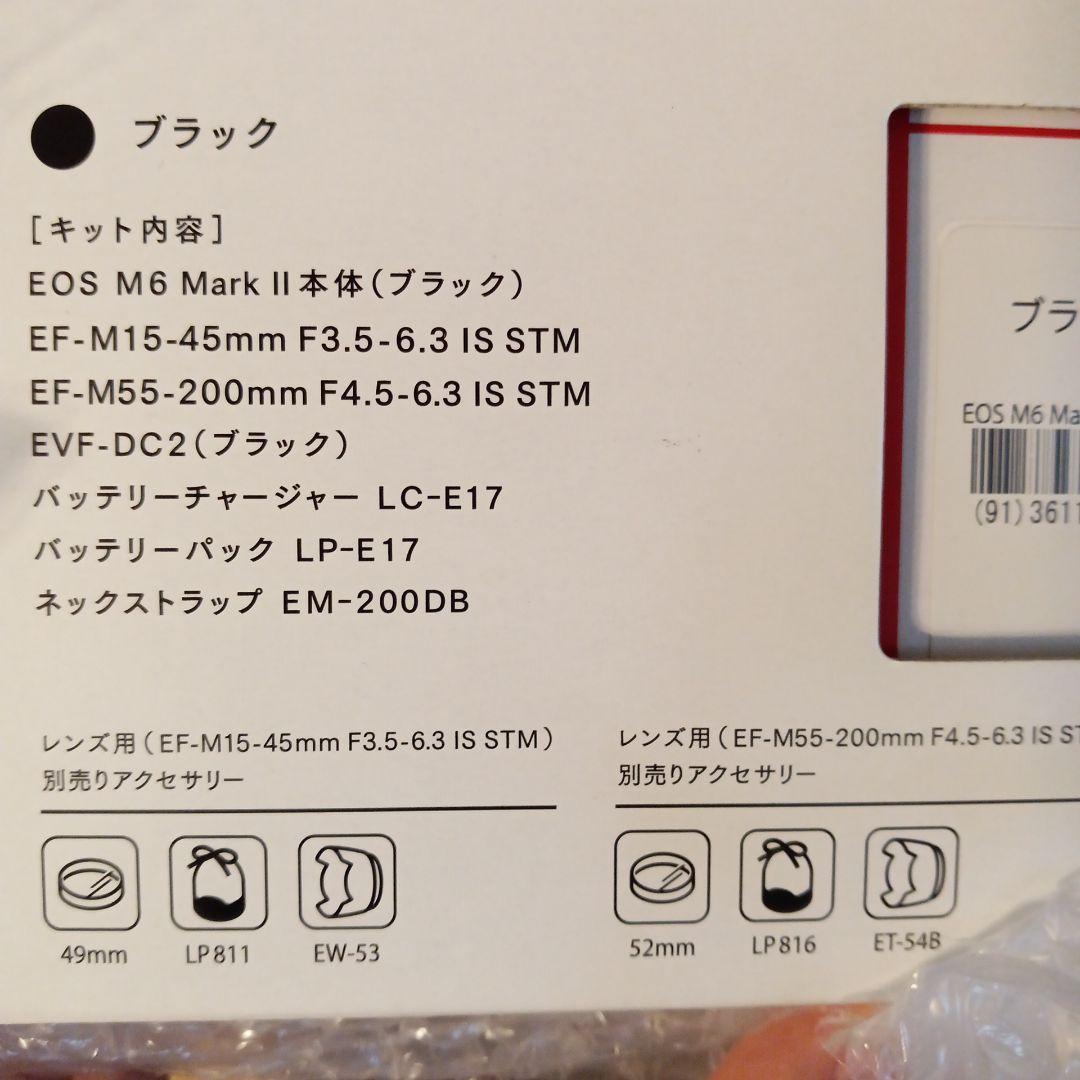 ブラック
[キット内容]
EOS M6 Mark II本体(ブラック)
EF-M15-45mm F3.5-6.3 IS STM
EF-M55-200mm F4.5-6.3 IS STM
EVF-DC2(ブラック)
バッテリーチャージャー LC-E17
バッテリーパック LP-E17
ネックストラップ EM-200DB
ブラ
EOS M6 Ma
(91)3611
レンズ用(EF-M15-45mm F3.5-6.3 IS STM)
別売りアクセサリー
49mm
LP811
EW-53
レンズ用(EF-M55-200mm F4.5-6.3 IS ST
別売りアクセサリー
52mm
LP816
ET-54B